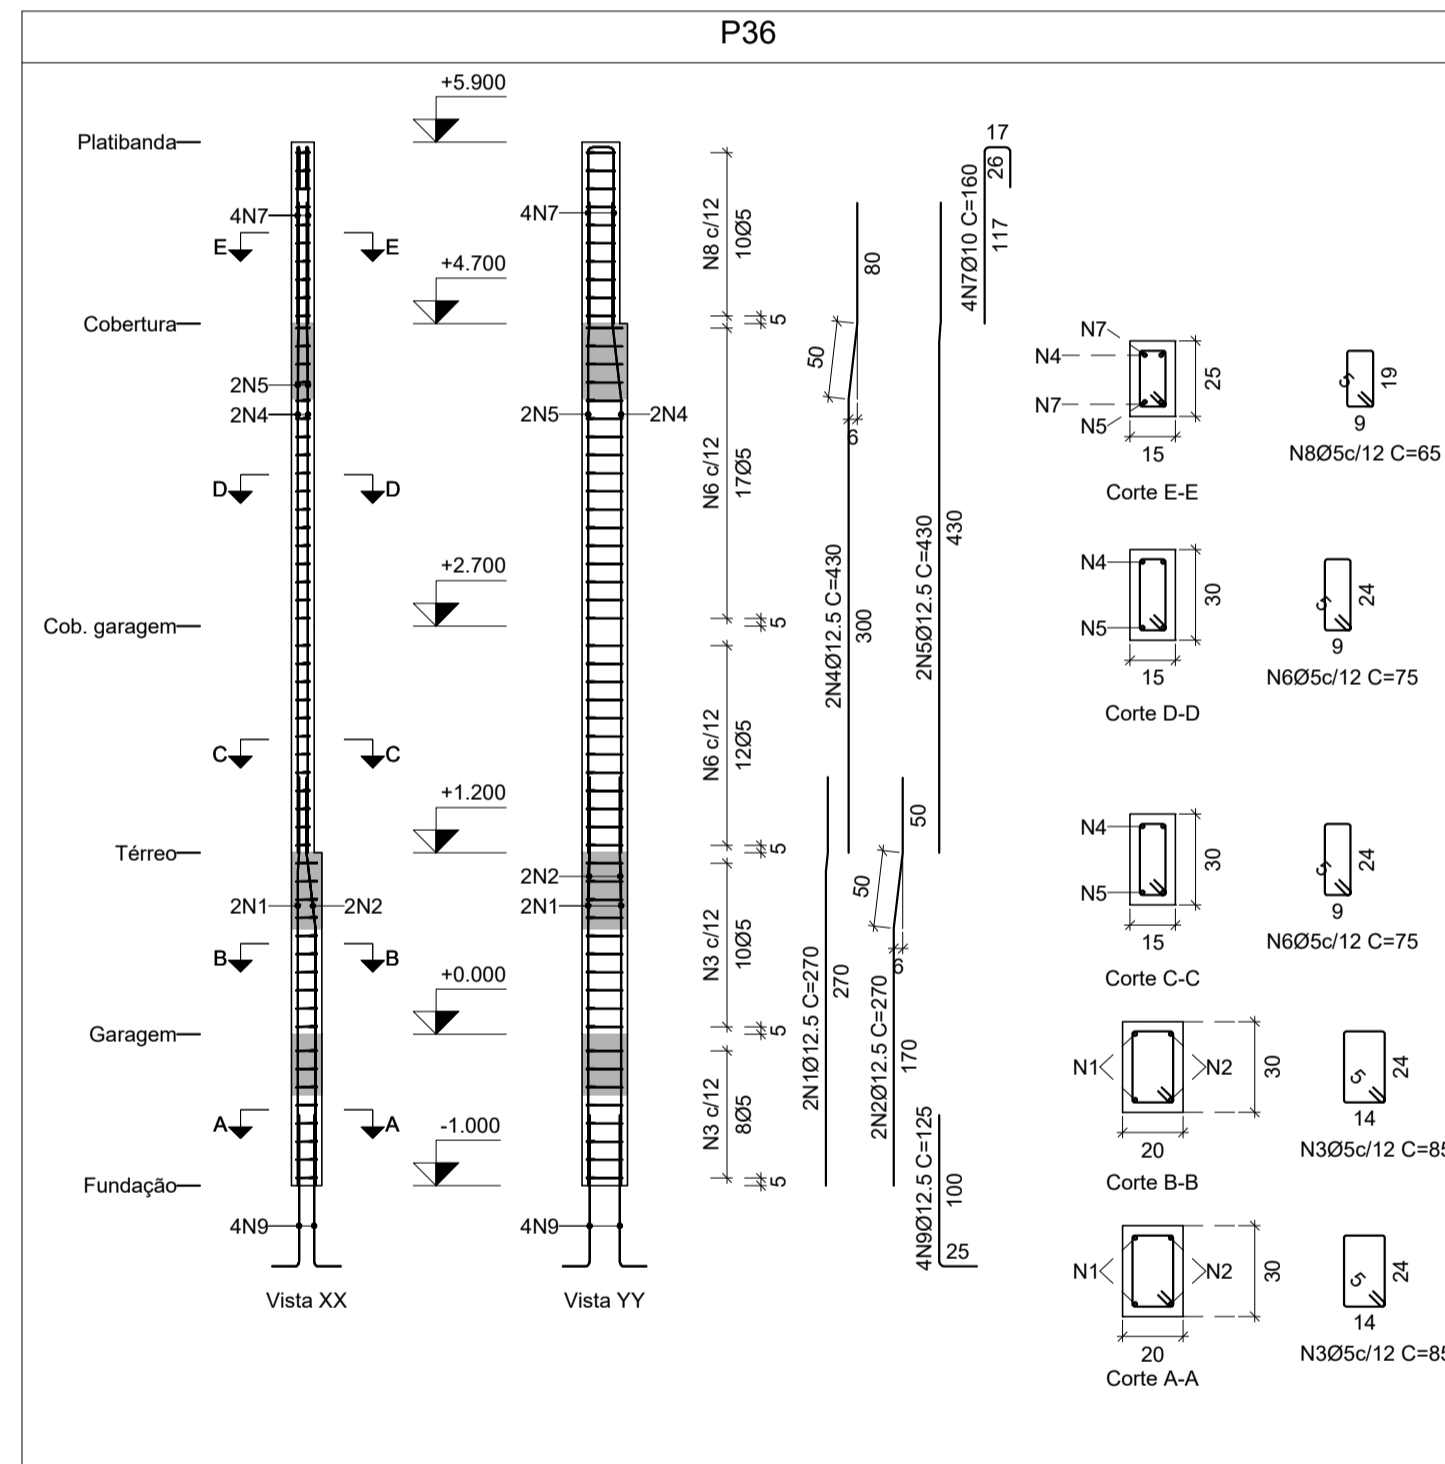 P36
Platibanda
+5.900
4N7
4N7
E
E
N8 c/12
10Ø5
Cobertura
+4.700
5
2N5
2N4
2N5
2N4
D
D
N6 c/12
17Ø5
Cob. garagem
+2.700
5
C
C
N6 c/12
12Ø5
Térreo
+1.200
5
2N1
2N2
2N2
2N1
B
B
N3 c/12
10Ø5
Garagem
+0.000
5
A
A
N3 c/12
8Ø5
Fundação
-1.000
5
4N9
4N9
Vista XX
Vista YY
80
50
6
2N4Ø12.5 C=430
300
2N5Ø12.5 C=430
430
4N7Ø10 C=160
17
26
117
2N1Ø12.5 C=270
270
50
50
6
2N2Ø12.5 C=270
170
4N9Ø12.5 C=125
100
25
N7
N4
N7
N5
25
15
Corte E-E
5
19
9
N8Ø5c/12 C=65
N4
N5
30
15
Corte D-D
5
24
9
N6Ø5c/12 C=75
N4
N5
30
15
Corte C-C
5
24
9
N6Ø5c/12 C=75
N1
N2
30
20
Corte B-B
5
24
14
N3Ø5c/12 C=85
N1
N2
30
20
Corte A-A
5
24
14
N3Ø5c/12 C=85